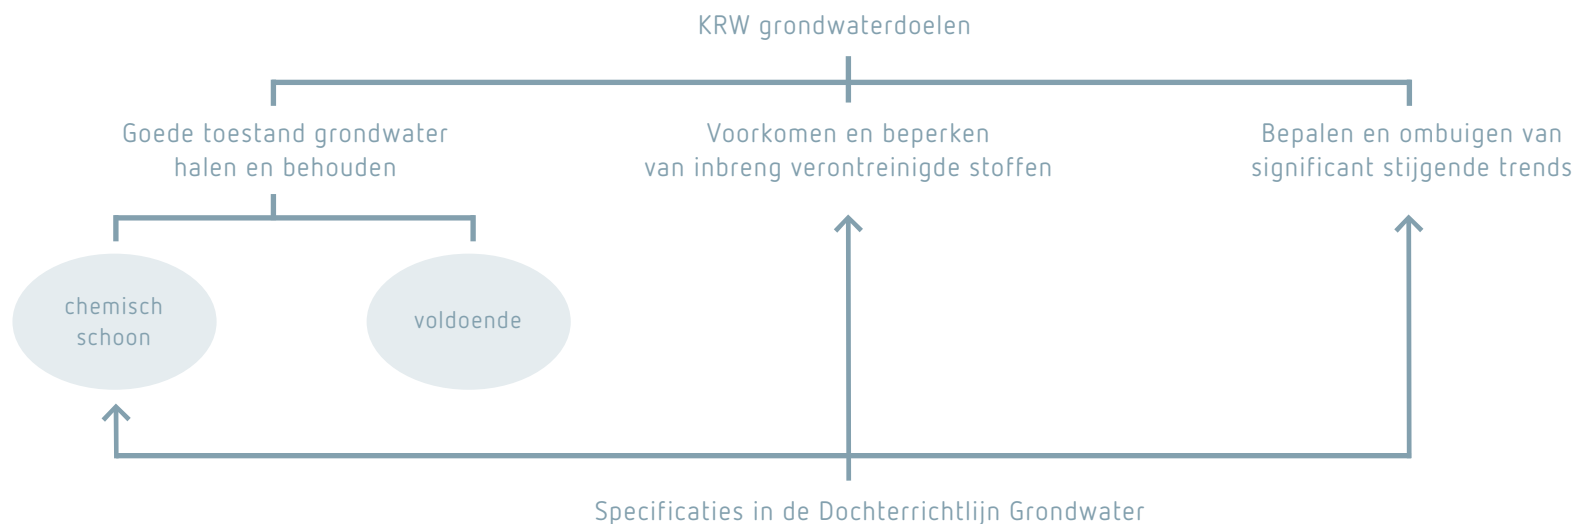 KRW grondwaterdoelen
Goede toestand grondwater
halen en behouden
Voorkomen en beperken
van inbreng verontreinigde stoffen
Bepalen en ombuigen van
significant stijgende trends
chemisch
schoon
voldoende
Specificaties in de Dochterrichtlijn Grondwater